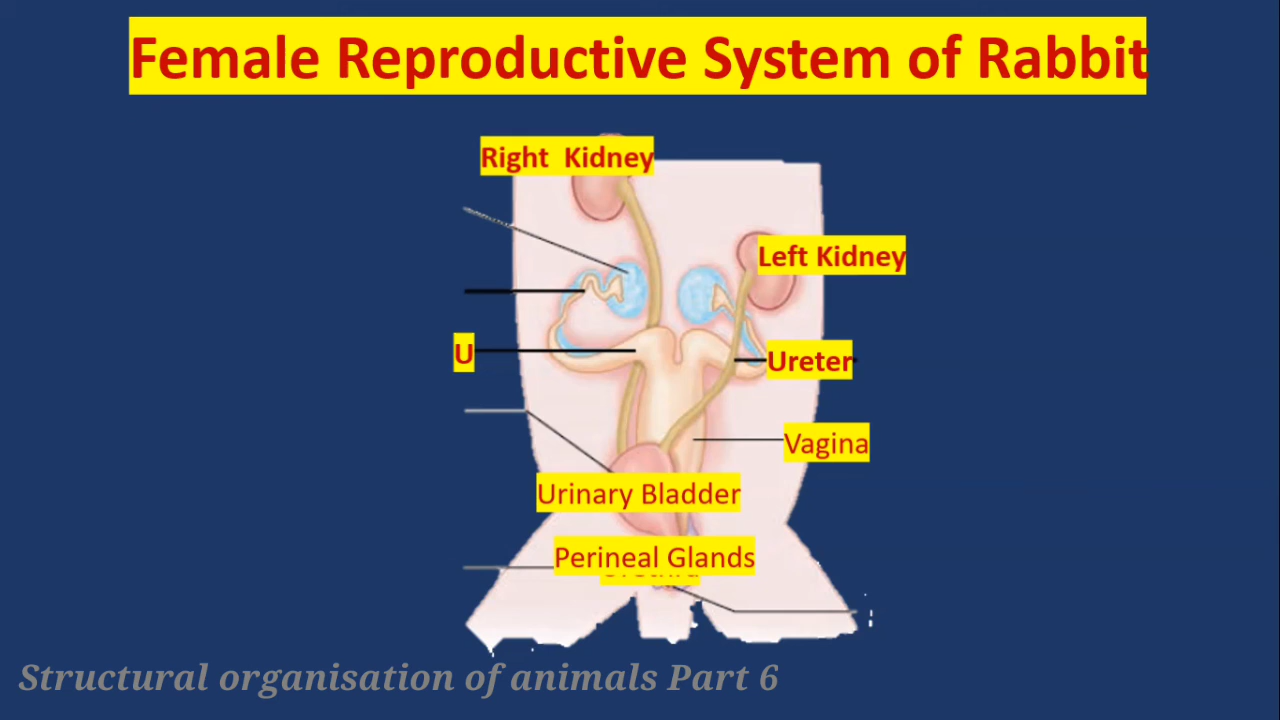 Female Reproductive System of Rabbit
Right Kidney
Left Kidney
U
Ureter
Vagina
Urinary Bladder
Perineal Glands
Structural organisation of animals Part 6